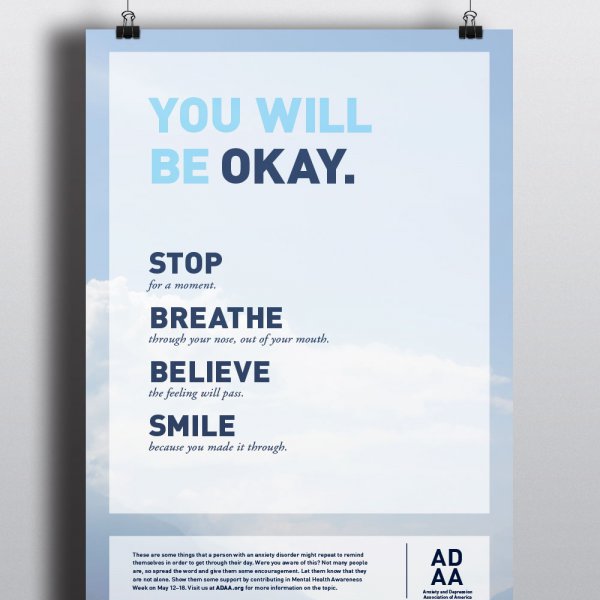 YOU WILL
BE OKAY.
STOP
for a moment.
BREATHE
through your nose, out of your mouth.
BELIEVE
the feeling will pass.
SMILE
because you made it through.
These are some things that a person with an anxiety disorder might repeat to remind
themselves in order to get through their day. Were you aware of this? Not many people
are, so spread the word and give them some encouragement. Let them know that they
are not alone. Show them some support by contributing in Mental Health Awareness
Week on May 12–18. Visit us at ADAA.org for more information on the topic.
AD
AA
Anxiety and Depression
Association of America